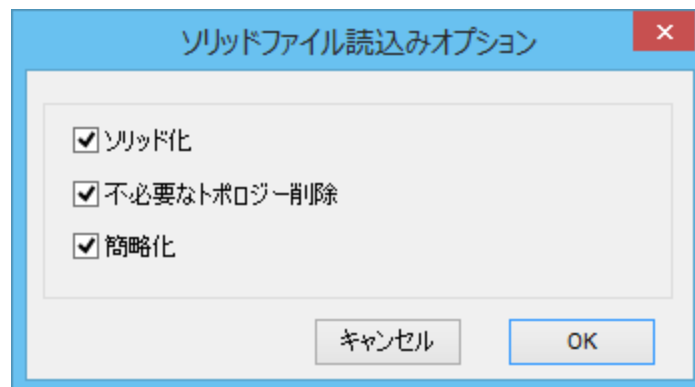 ソリッドファイル読込みオプション
ソリッド化
不必要なトポロジー削除
簡略化
キャンセル
OK